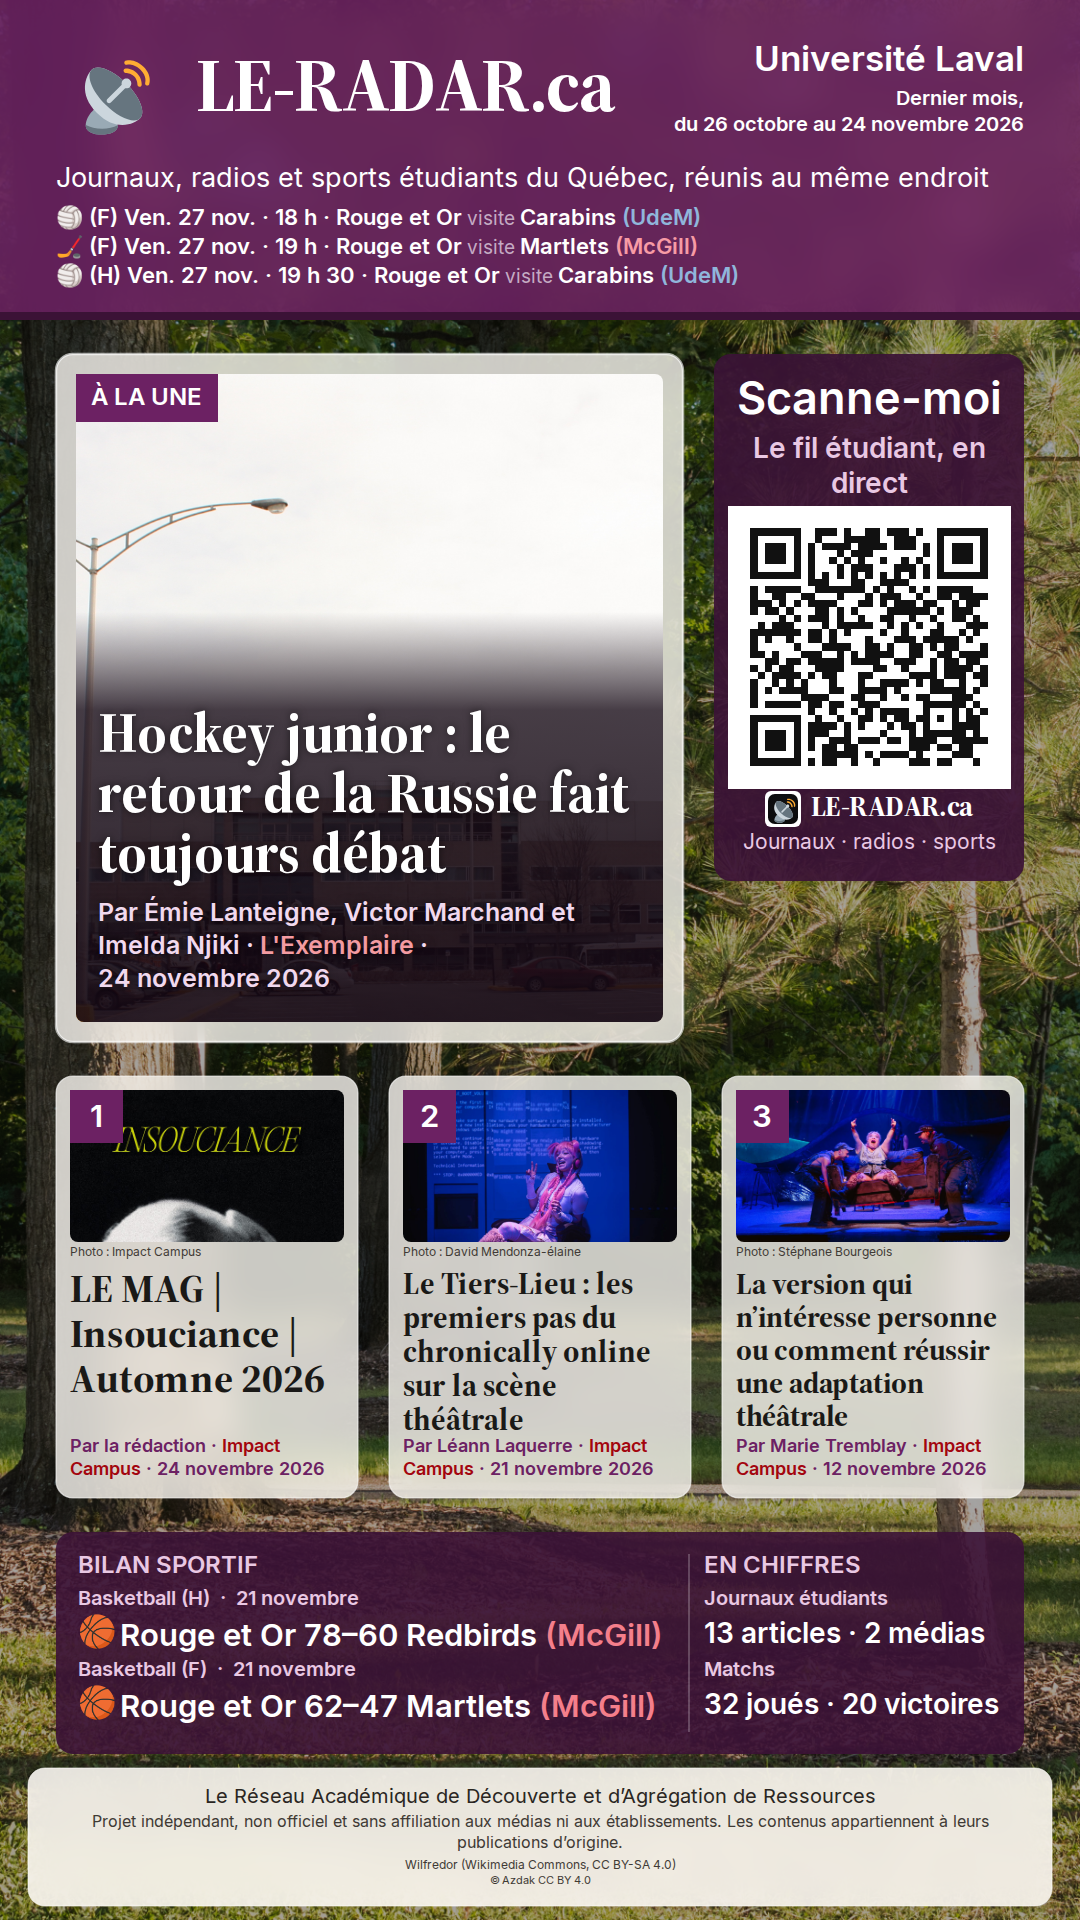 LE-RADAR.ca
Université Laval
Dernier mois,
du 26 octobre au 24 novembre 2026
Journaux, radios et sports étudiants du Québec, réunis au même endroit
(F) Ven. 27 nov. · 18 h · Rouge et Or visite Carabins (UdeM)
(F) Ven. 27 nov. · 19 h · Rouge et Or visite Martlets (McGill)
(H) Ven. 27 nov. · 19 h 30 · Rouge et Or visite Carabins (UdeM)
À LA UNE
Hockey junior : le
retour de la Russie fait
toujours débat
Par Émie Lanteigne, Victor Marchand et
Imelda Njiki · L'Exemplaire ·
24 novembre 2026
Scanne-moi
Le fil étudiant, en
direct
LE-RADAR.ca
Journaux · radios · sports
1
INSOUCIANCE
Photo : Impact Campus
LE MAG |
Insouciance |
Automne 2026
Par la rédaction · Impact
Campus · 24 novembre 2026
2
Photo : David Mendonza-élaine
Le Tiers-Lieu : les
premiers pas du
chronically online
sur la scène
théâtrale
Par Léann Laquerre · Impact
Campus · 21 novembre 2026
3
Photo : Stéphane Bourgeois
La version qui
n’intéresse personne
ou comment réussir
une adaptation
théâtrale
Par Marie Tremblay · Impact
Campus · 12 novembre 2026
BILAN SPORTIF
Basketball (H) · 21 novembre
Rouge et Or 78–60 Redbirds (McGill)
Basketball (F) · 21 novembre
Rouge et Or 62–47 Martlets (McGill)
EN CHIFFRES
Journaux étudiants
13 articles · 2 médias
Matchs
32 joués · 20 victoires
Le Réseau Académique de Découverte et d’Agrégation de Ressources
Projet indépendant, non officiel et sans affiliation aux médias ni aux établissements. Les contenus appartiennent à leurs
publications d’origine.
Wilfredor (Wikimedia Commons, CC BY-SA 4.0)
© Azdak CC BY 4.0